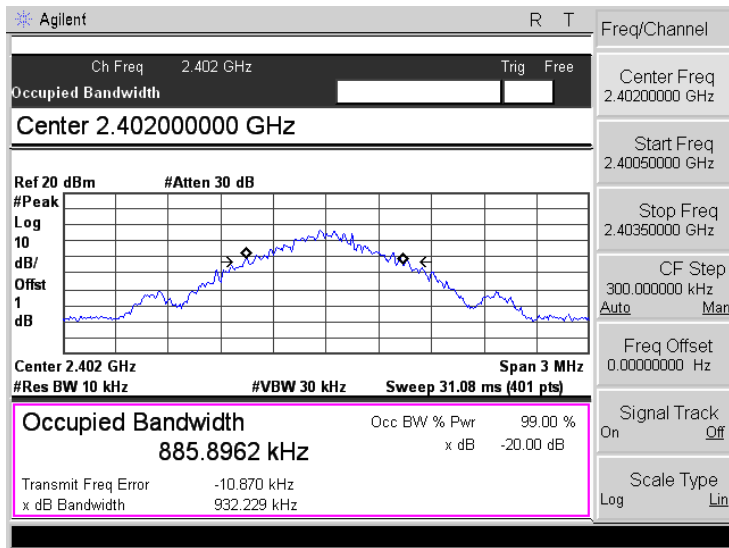 Agilent
R T
Ch Freq 2.402 GHz Trig Free
Occupied Bandwidth
Center 2.402000000 GHz
Ref 20 dBm #Atten 30 dB
#Peak
Log
10
dB/
Offst
1
dB
Center 2.402 GHz Span 3 MHz
#Res BW 10 kHz #VBW 30 kHz Sweep 31.08 ms (401 pts)
Occupied Bandwidth
885.8962 kHz
Occ BW % Pwr 99.00 %
x dB -20.00 dB
Transmit Freq Error -10.870 kHz
x dB Bandwidth 932.229 kHz
Freq/Channel
Center Freq
2.40200000 GHz
Start Freq
2.40050000 GHz
Stop Freq
2.40350000 GHz
CF Step
300.000000 kHz
Auto Man
Freq Offset
0.00000000 Hz
Signal Track
On Off
Scale Type
Log Lin